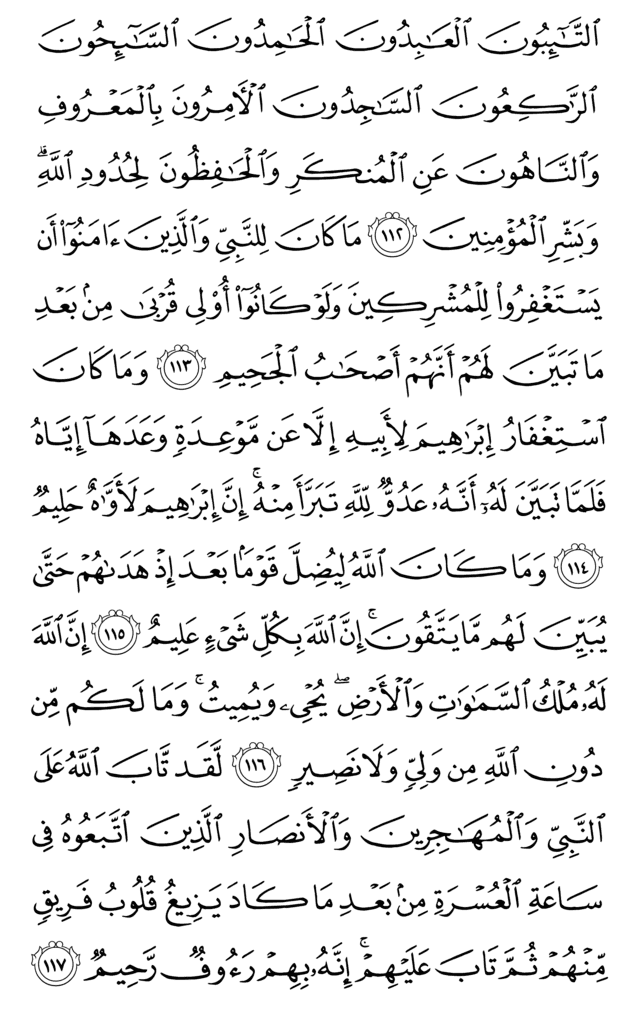 ٱلتَّٰٓئِبُونَ ٱلْعَٰبِدُونَ ٱلْحَٰمِدُونَ ٱلسَّٰٓئِحُونَ
ٱلرَّٰكِعُونَ ٱلسَّٰجِدُونَ ٱلْءَامِرُونَ بِٱلْمَعْرُوفِ
وَٱلنَّاهُونَ عَنِ ٱلْمُنكَرِ وَٱلْحَٰفِظُونَ لِحُدُودِ ٱللَّهِۗ
وَبَشِّرِ ٱلْمُؤْمِنِينَ ١١٢ مَا كَانَ لِلنَّبِيِّ وَٱلَّذِينَ ءَامَنُوٓا۟ أَن
يَسْتَغْفِرُوا۟ لِلْمُشْرِكِينَ وَلَوْ كَانُوٓا۟ أُو۟لِى قُرْبَىٰ مِنۢ بَعْدِ
مَا تَبَيَّنَ لَهُمْ أَنَّهُمْ أَصْحَٰبُ ٱلْجَحِيمِ ١١٣ وَمَا كَانَ
ٱسْتِغْفَارُ إِبْرَٰهِيمَ لِأَبِيهِ إِلَّا عَن مَّوْعِدَةٍ وَعَدَهَآ إِيَّاهُ
فَلَمَّا تَبَيَّنَ لَهُۥٓ أَنَّهُۥ عَدُوٌّ لِّلَّهِ تَبَرَّأَ مِنْهُۚ إِنَّ إِبْرَٰهِيمَ لَأَوَّٰهٌ حَلِيمٌ
١١٤ وَمَا كَانَ ٱللَّهُ لِيُضِلَّ قَوْمًۢا بَعْدَ إِذْ هَدَىٰهُمْ حَتَّىٰ
يُبَيِّنَ لَهُم مَّا يَتَّقُونَۚ إِنَّ ٱللَّهَ بِكُلِّ شَىْءٍ عَلِيمٌ ١١٥ إِنَّ ٱللَّهَ
لَهُۥ مُلْكُ ٱلسَّمَٰوَٰتِ وَٱلْأَرْضِۖ يُحْىِۦ وَيُمِيتُۚ وَمَا لَكُم مِّن
دُونِ ٱللَّهِ مِن وَلِىٍّ وَلَا نَصِيرٍ ١١٦ لَّقَد تَّابَ ٱللَّهُ عَلَى
ٱلنَّبِىِّ وَٱلْمُهَٰجِرِينَ وَٱلْأَنصَارِ ٱلَّذِينَ ٱتَّبَعُوهُ فِى
سَاعَةِ ٱلْعُسْرَةِ مِنۢ بَعْدِ مَا كَادَ يَزِيغُ قُلُوبُ فَرِيقٍ
مِّنْهُمْ ثُمَّ تَابَ عَلَيْهِمْۚ إِنَّهُۥ بِهِمْ رَءُوفٌ رَّحِيمٌ ١١٧